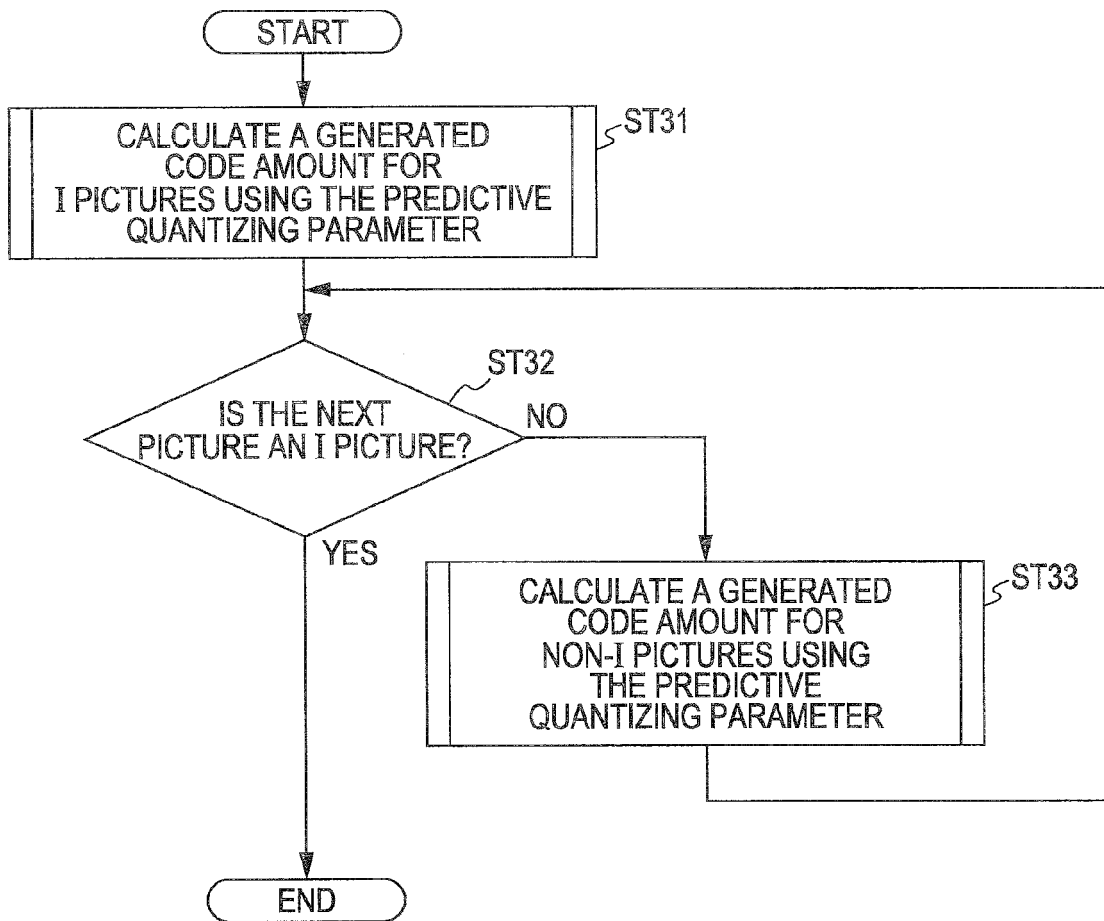 START
CALCULATE A GENERATED
CODE AMOUNT FOR
I PICTURES USING THE PREDICTIVE
QUANTIZING PARAMETER
ST31
ST32
IS THE NEXT
PICTURE AN I PICTURE?
NO
YES
CALCULATE A GENERATED
CODE AMOUNT FOR
NON-I PICTURES USING
THE PREDICTIVE
QUANTIZING PARAMETER
ST33
END